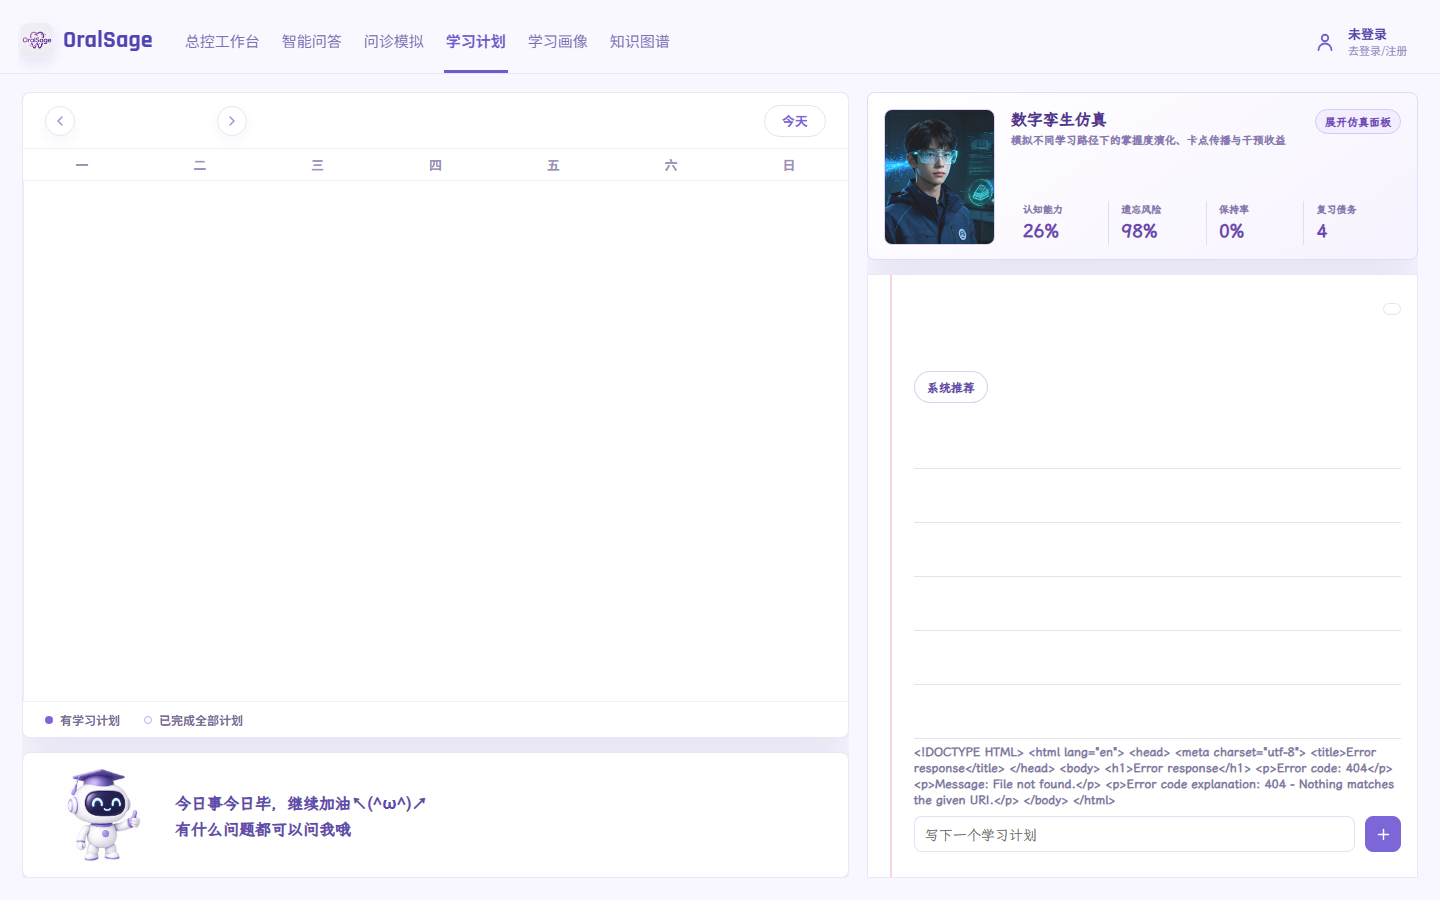 OralSage
OralSage
总控工作台
智能问答
问诊模拟
学习计划
学习画像
知识图谱
未登录
去登录/注册
今天
一
二
三
四
五
六
日
有学习计划
已完成全部计划
今日事今日毕，继续加油↖(^ω^)↗
有什么问题都可以问我哦
数字孪生仿真
模拟不同学习路径下的掌握度演化、卡点传播与干预收益
展开仿真面板
认知能力
26%
遗忘风险
98%
保持率
0%
复习债务
4
系统推荐
<!DOCTYPE HTML> <html lang="en"> <head> <meta charset="utf-8"> <title>Error
response</title> </head> <body> <h1>Error response</h1> <p>Error code: 404</p>
<p>Message: File not found.</p> <p>Error code explanation: 404 - Nothing matches
the given URI.</p> </body> </html>
写下一个学习计划